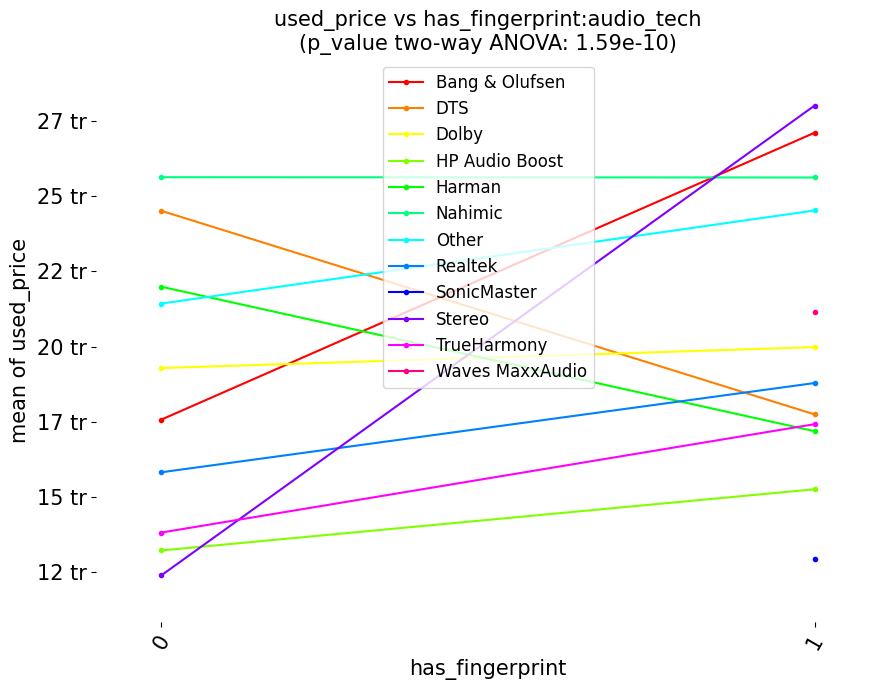 used_price vs has_fingerprint:audio_tech
(p_value two-way ANOVA: 1.59e-10)
Bang & Olufsen
DTS
Dolby
HP Audio Boost
Harman
Nahimic
Other
Realtek
SonicMaster
Stereo
TrueHarmony
Waves MaxxAudio
mean of used_price
27 tr
25 tr
22 tr
20 tr
17 tr
15 tr
12 tr
0
1
has_fingerprint